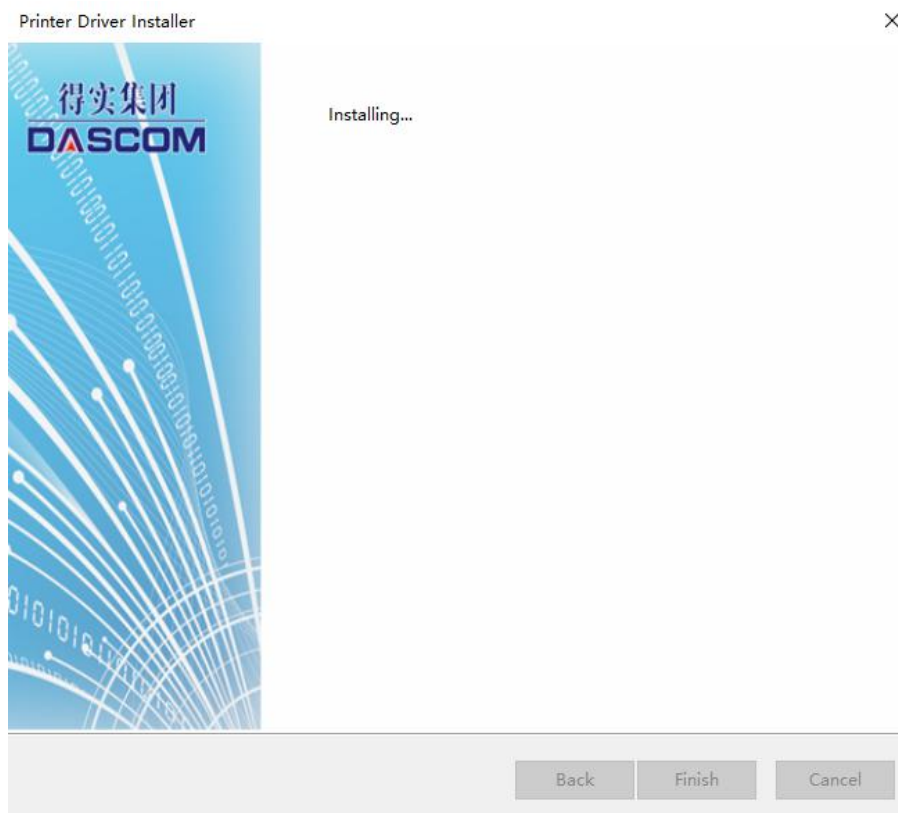 Printer Driver Installer
得实集团
DASCOM
Installing...
Back
Finish
Cancel